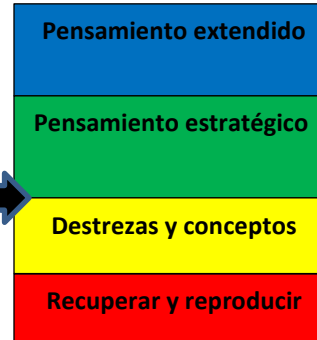 Pensamiento extendido
Pensamiento estratégico
Destrezas y conceptos
Recuperar y reproducir